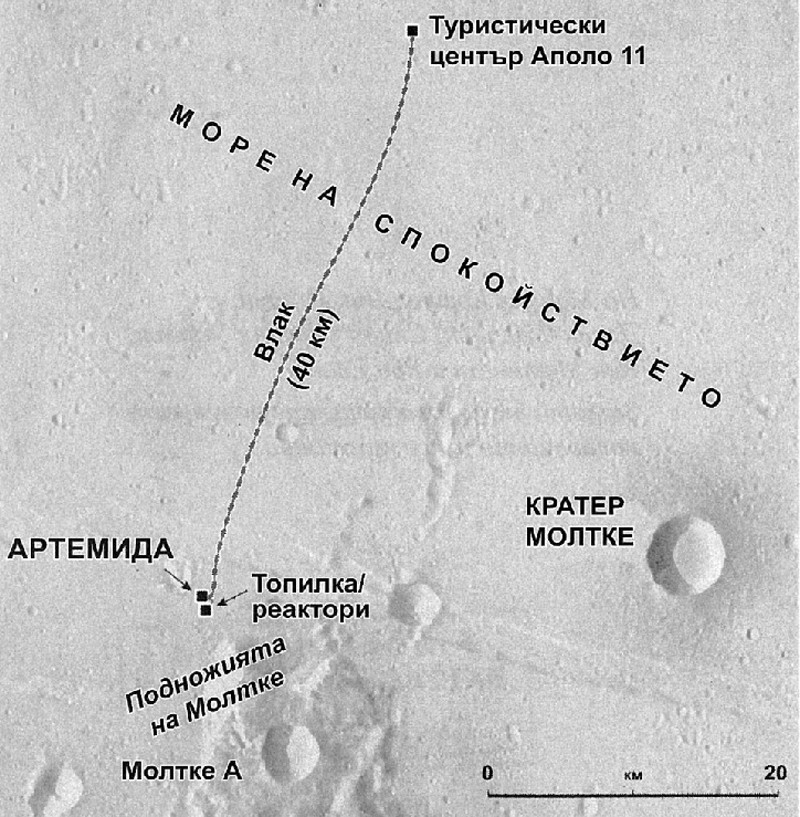 Туристически
център Аполо 11
МОРЕ НА СПОКОЙСТВИЕТО
Влак
(40 км)
КРАТЕР
МОЛТКЕ
АРТЕМИДА
Топилка/
реактори
Подножията
на Молтке
Молтке А
0 км 20